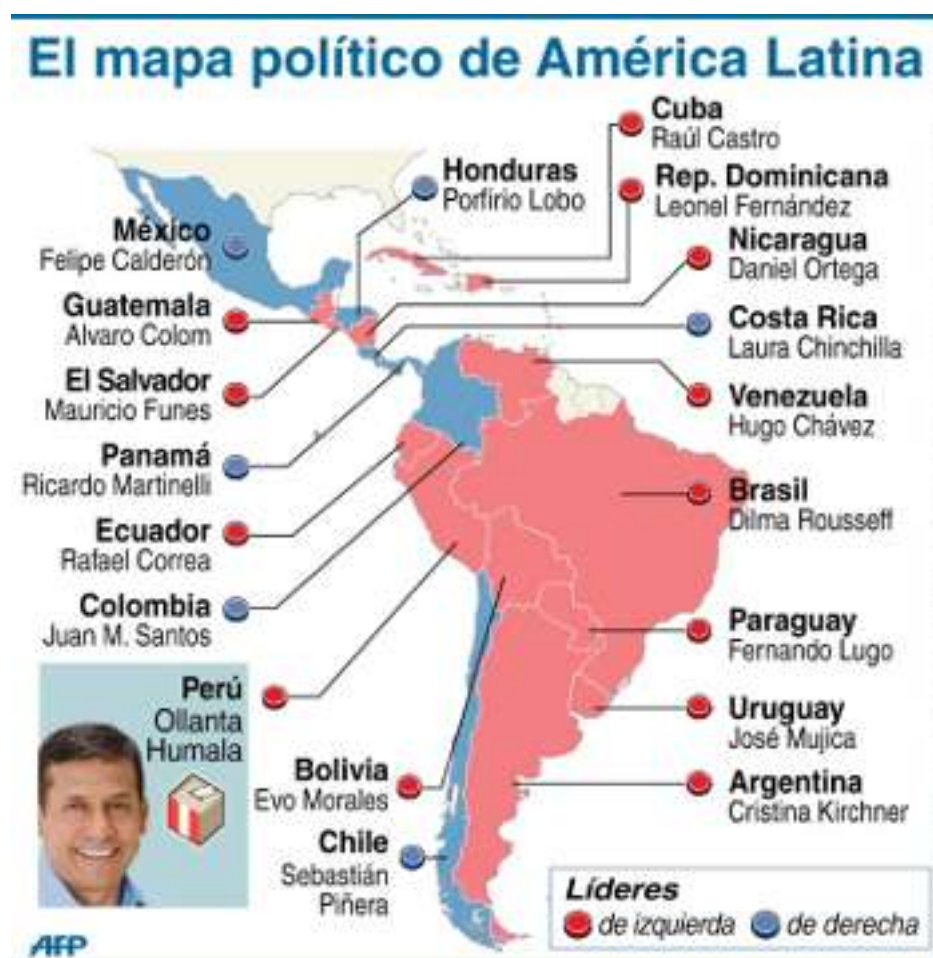 El mapa político de América Latina
Cuba
Raúl Castro
Honduras
Porfirio Lobo
Rep. Dominicana
Leonel Fernández
México
Felipe Calderón
Nicaragua
Daniel Ortega
Guatemala
Alvaro Colom
Costa Rica
Laura Chinchilla
El Salvador
Mauricio Funes
Venezuela
Hugo Chávez
Panamá
Ricardo Martinelli
Brasil
Dilma Rousseff
Ecuador
Rafael Correa
Colombia
Juan M. Santos
Paraguay
Fernando Lugo
Perú
Ollanta
Humala
Uruguay
José Mujica
Bolivia
Evo Morales
Argentina
Cristina Kirchner
Chile
Sebastián
Piñera
Líderes
de izquierda de derecha
AFP